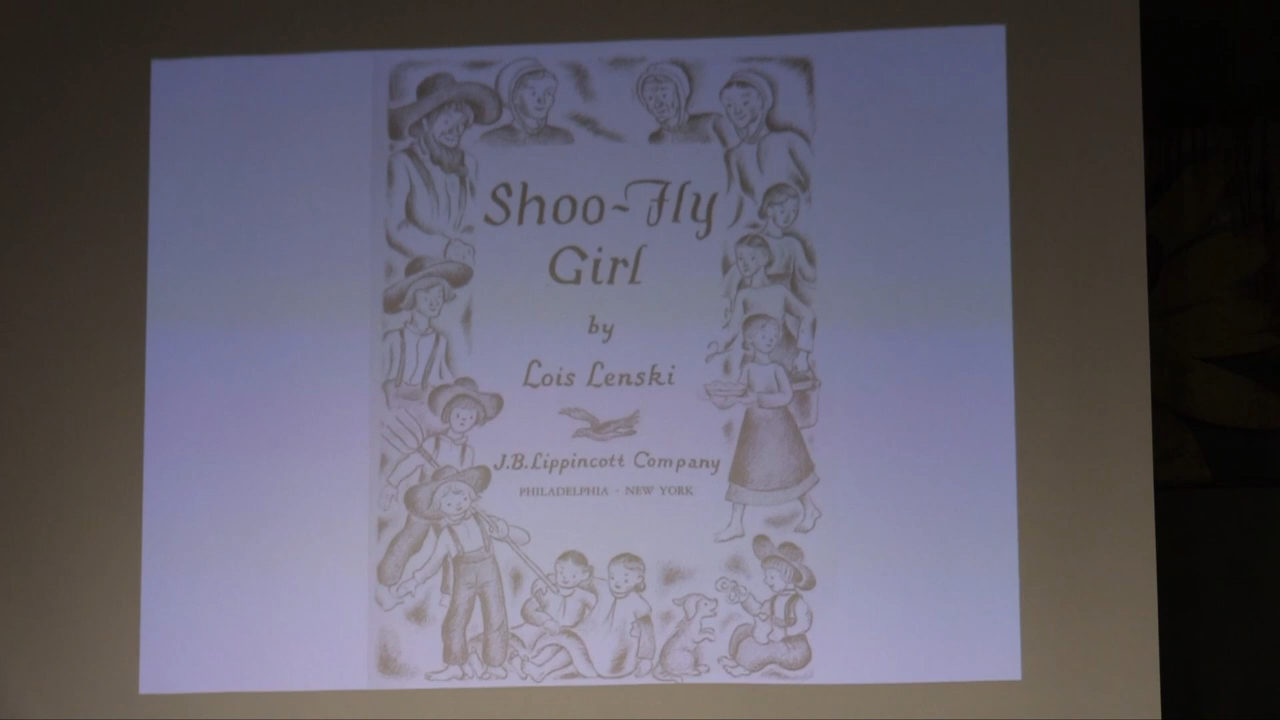 Shoo-Fly
Girl
by
Lois Lenski
J.B. Lippincott Company
PHILADELPHIA - NEW YORK